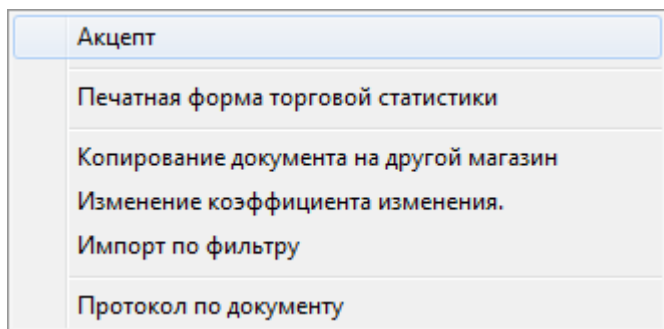 Акцепт
Печатная форма торговой статистики
Копирование документа на другой магазин
Изменение коэффициента изменения.
Импорт по фильтру
Протокол по документу